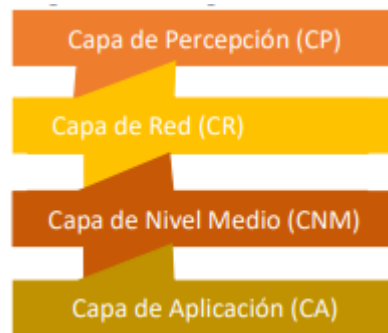 Capa de Percepción (CP)
Capa de Red (CR)
Capa de Nivel Medio (CNM)
Capa de Aplicación (CA)